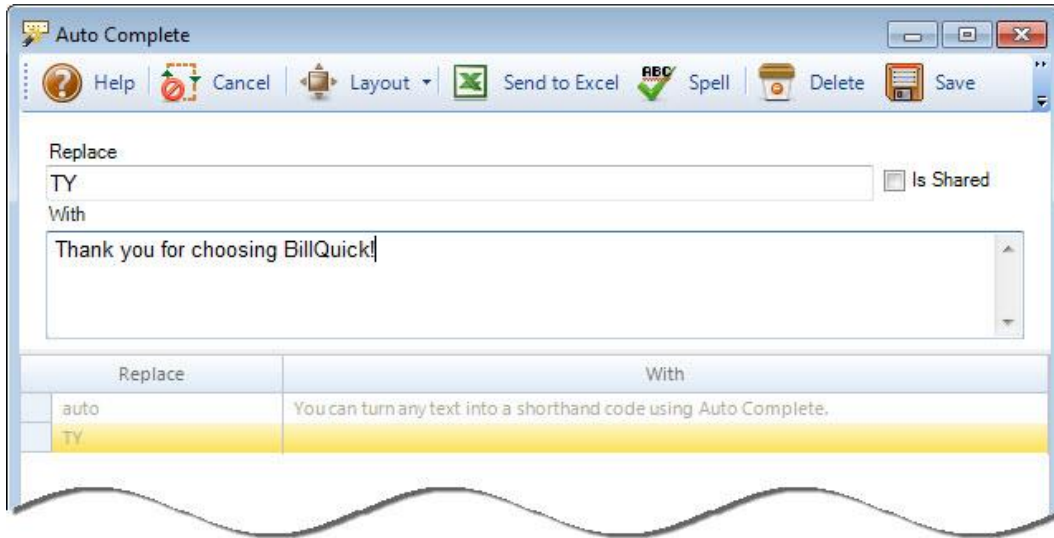 Auto Complete
Help Cancel Layout Send to Excel ABC Spell Delete Save
Replace
TY Is Shared
With
Thank you for choosing BillQuick!
Replace With
auto You can turn any text into a shorthand code using Auto Complete.
TY